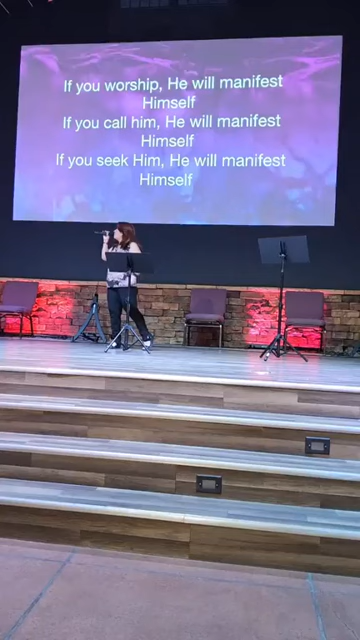 If you worship, He will manifest
Himself
If you call him, He will manifest
Himself
If you seek Him, He will manifest
Himself